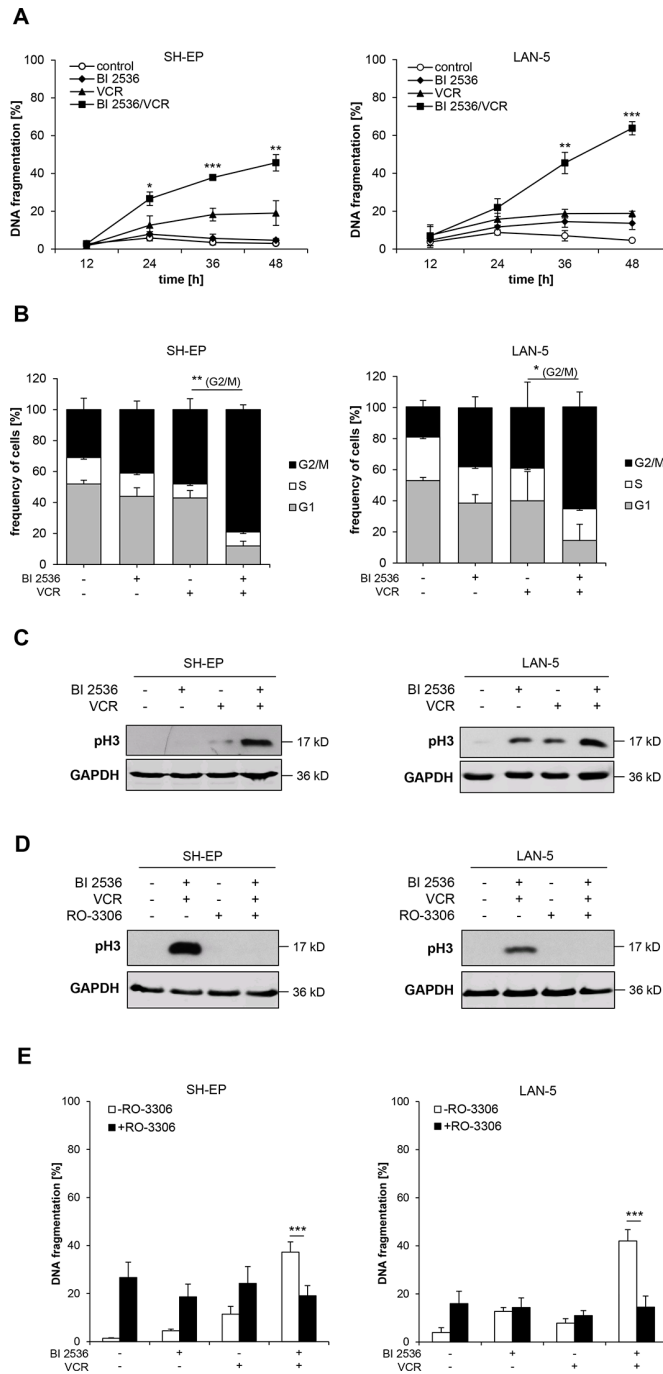 A
SH-EP
control
BI 2536
VCR
BI 2536/VCR
DNA fragmentation [%]
100
80
60
40
20
0
* *** **
12 24 36 48
time [h]
LAN-5
control
BI 2536
VCR
BI 2536/VCR
DNA fragmentation [%]
100
80
60
40
20
0
** ***
12 24 36 48
time [h]
B
SH-EP
** (G2/M)
frequency of cells [%]
120
100
80
60
40
20
0
G2/M
S
G1
BI 2536 - + - +
VCR - - + +
LAN-5
* (G2/M)
frequency of cells [%]
120
100
80
60
40
20
0
G2/M
S
G1
BI 2536 - + - +
VCR - - + +
C
SH-EP
BI 2536 - + - +
VCR - - + +
pH3 17 kD
GAPDH 36 kD
LAN-5
BI 2536 - + - +
VCR - - + +
pH3 17 kD
GAPDH 36 kD
D
SH-EP
BI 2536 - + - +
VCR - + - +
RO-3306 - - + +
pH3 17 kD
GAPDH 36 kD
LAN-5
BI 2536 - + - +
VCR - + - +
RO-3306 - - + +
pH3 17 kD
GAPDH 36 kD
E
SH-EP
-RO-3306
+RO-3306
DNA fragmentation [%]
100
80
60
40
20
0
***
BI 2536 - + - +
VCR - - + +
LAN-5
-RO-3306
+RO-3306
DNA fragmentation [%]
100
80
60
40
20
0
***
BI 2536 - + - +
VCR - - + +